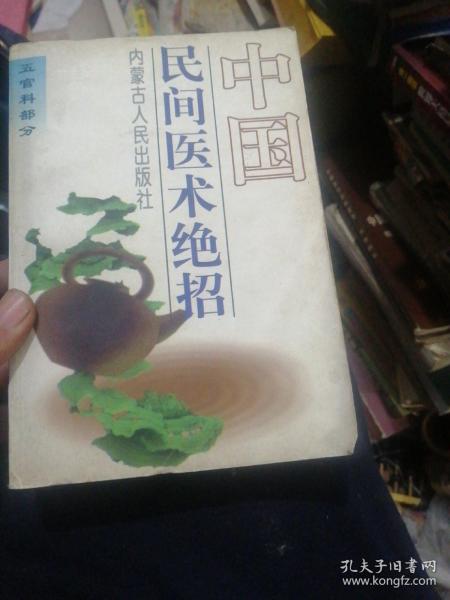 中国
民间医术绝招
内蒙古人民出版社
五官科部分
孔夫子旧书网
www.kongfz.com